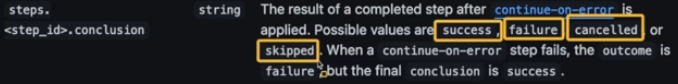 steps. string The result of a completed step after continue-on-error is
<step_id>.conclusion applied. Possible values are success, failure, cancelled, or
skipped. When a continue-on-error step fails, the outcome is
failure, but the final conclusion is success.